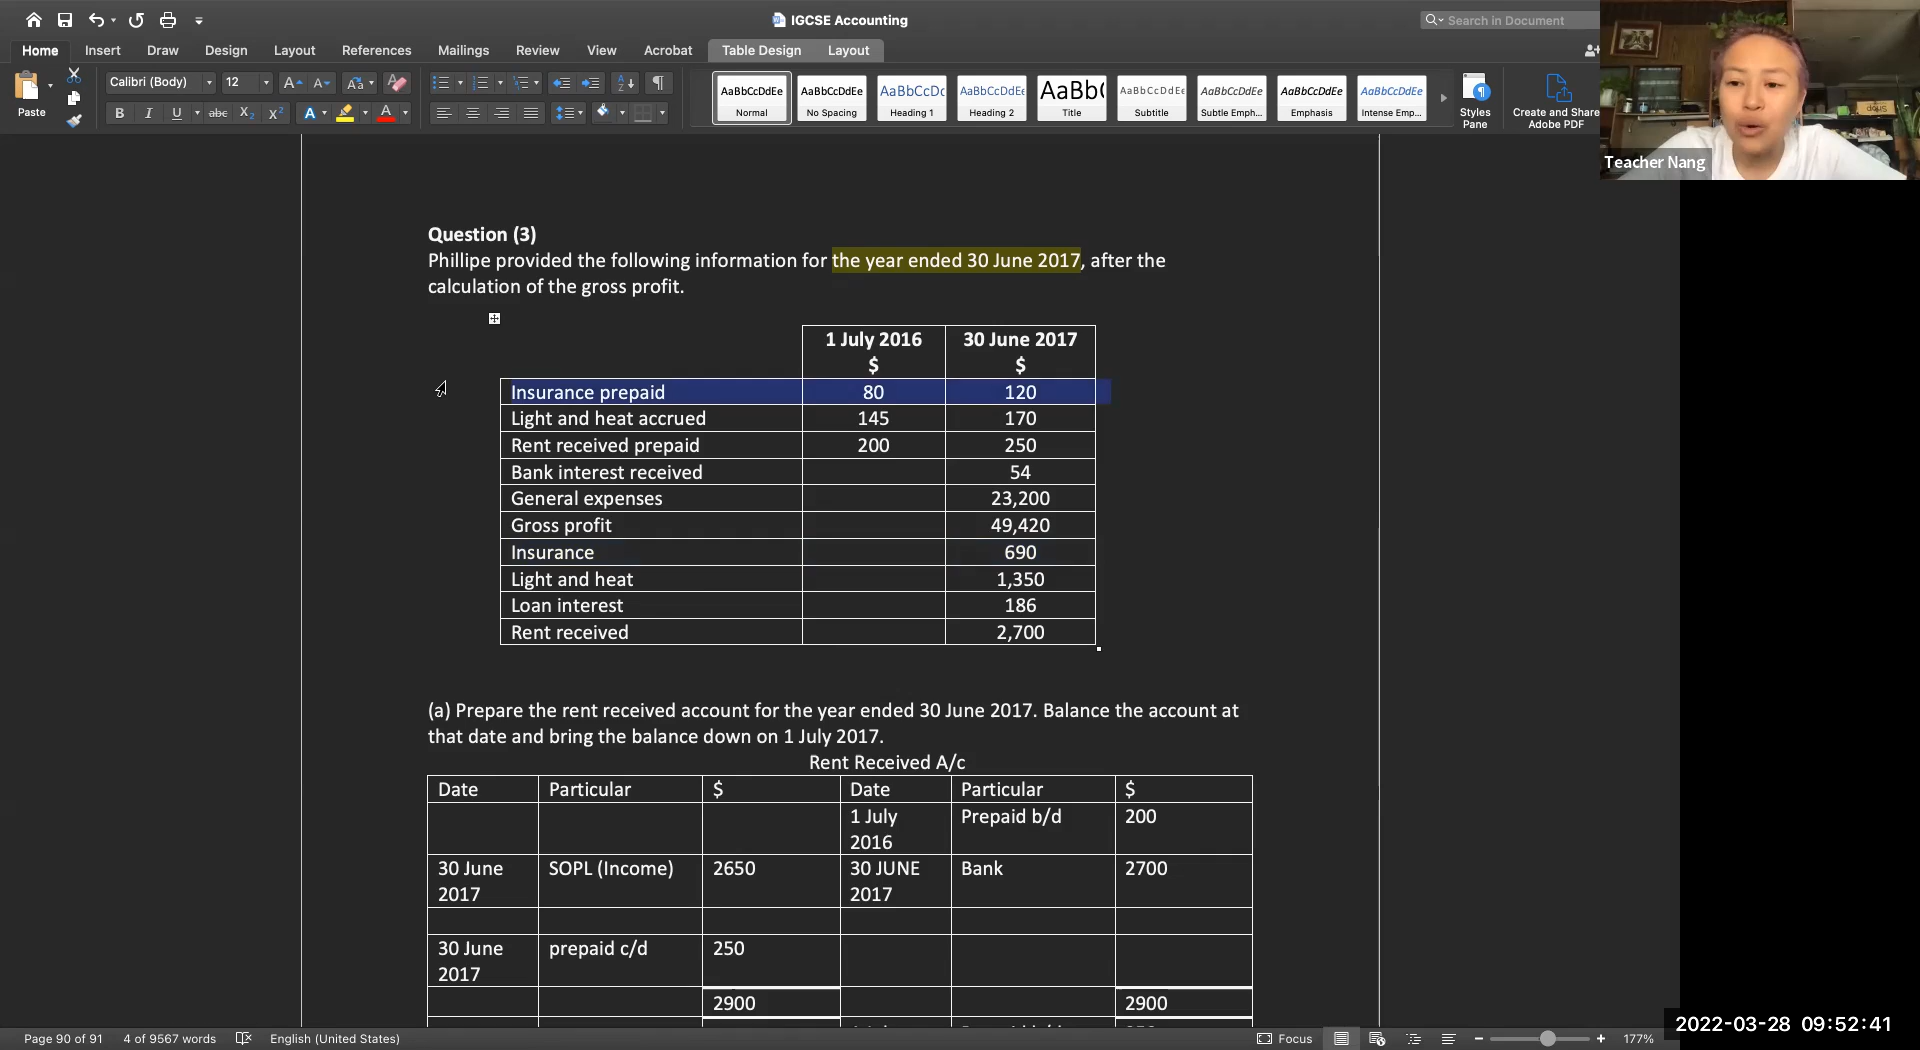 IGCSE Accounting
Search in Document
Home Insert Draw Design Layout References Mailings Review View Acrobat Table Design Layout
Paste
Calibri (Body) 12
AaBbCcDdEe AaBbCcDdEe AaBbCcDc AaBbCcDdEe AaBb( AaBbCcDdEe AaBbCcDdEe AaBbCcDdEe AaBbCcDdEe
Normal No Spacing Heading 1 Heading 2 Title Subtitle Subtle Emph... Emphasis Intense Emp...
Styles Pane
Create and Share Adobe PDF
Teacher Nang
Question (3)
Phillipe provided the following information for the year ended 30 June 2017, after the
calculation of the gross profit.
1 July 2016 30 June 2017
$ $
Insurance prepaid 80 120
Light and heat accrued 145 170
Rent received prepaid 200 250
Bank interest received 54
General expenses 23,200
Gross profit 49,420
Insurance 690
Light and heat 1,350
Loan interest 186
Rent received 2,700
(a) Prepare the rent received account for the year ended 30 June 2017. Balance the account at
that date and bring the balance down on 1 July 2017.
Rent Received A/c
Date Particular $ Date Particular $
1 July Prepaid b/d 200
2016
30 June SOPL (Income) 2650 30 JUNE Bank 2700
2017 2017
30 June prepaid c/d 250
2017
2900 2900
Page 90 of 91 4 of 9567 words English (United States) Focus 177%
2022-03-28 09:52:41